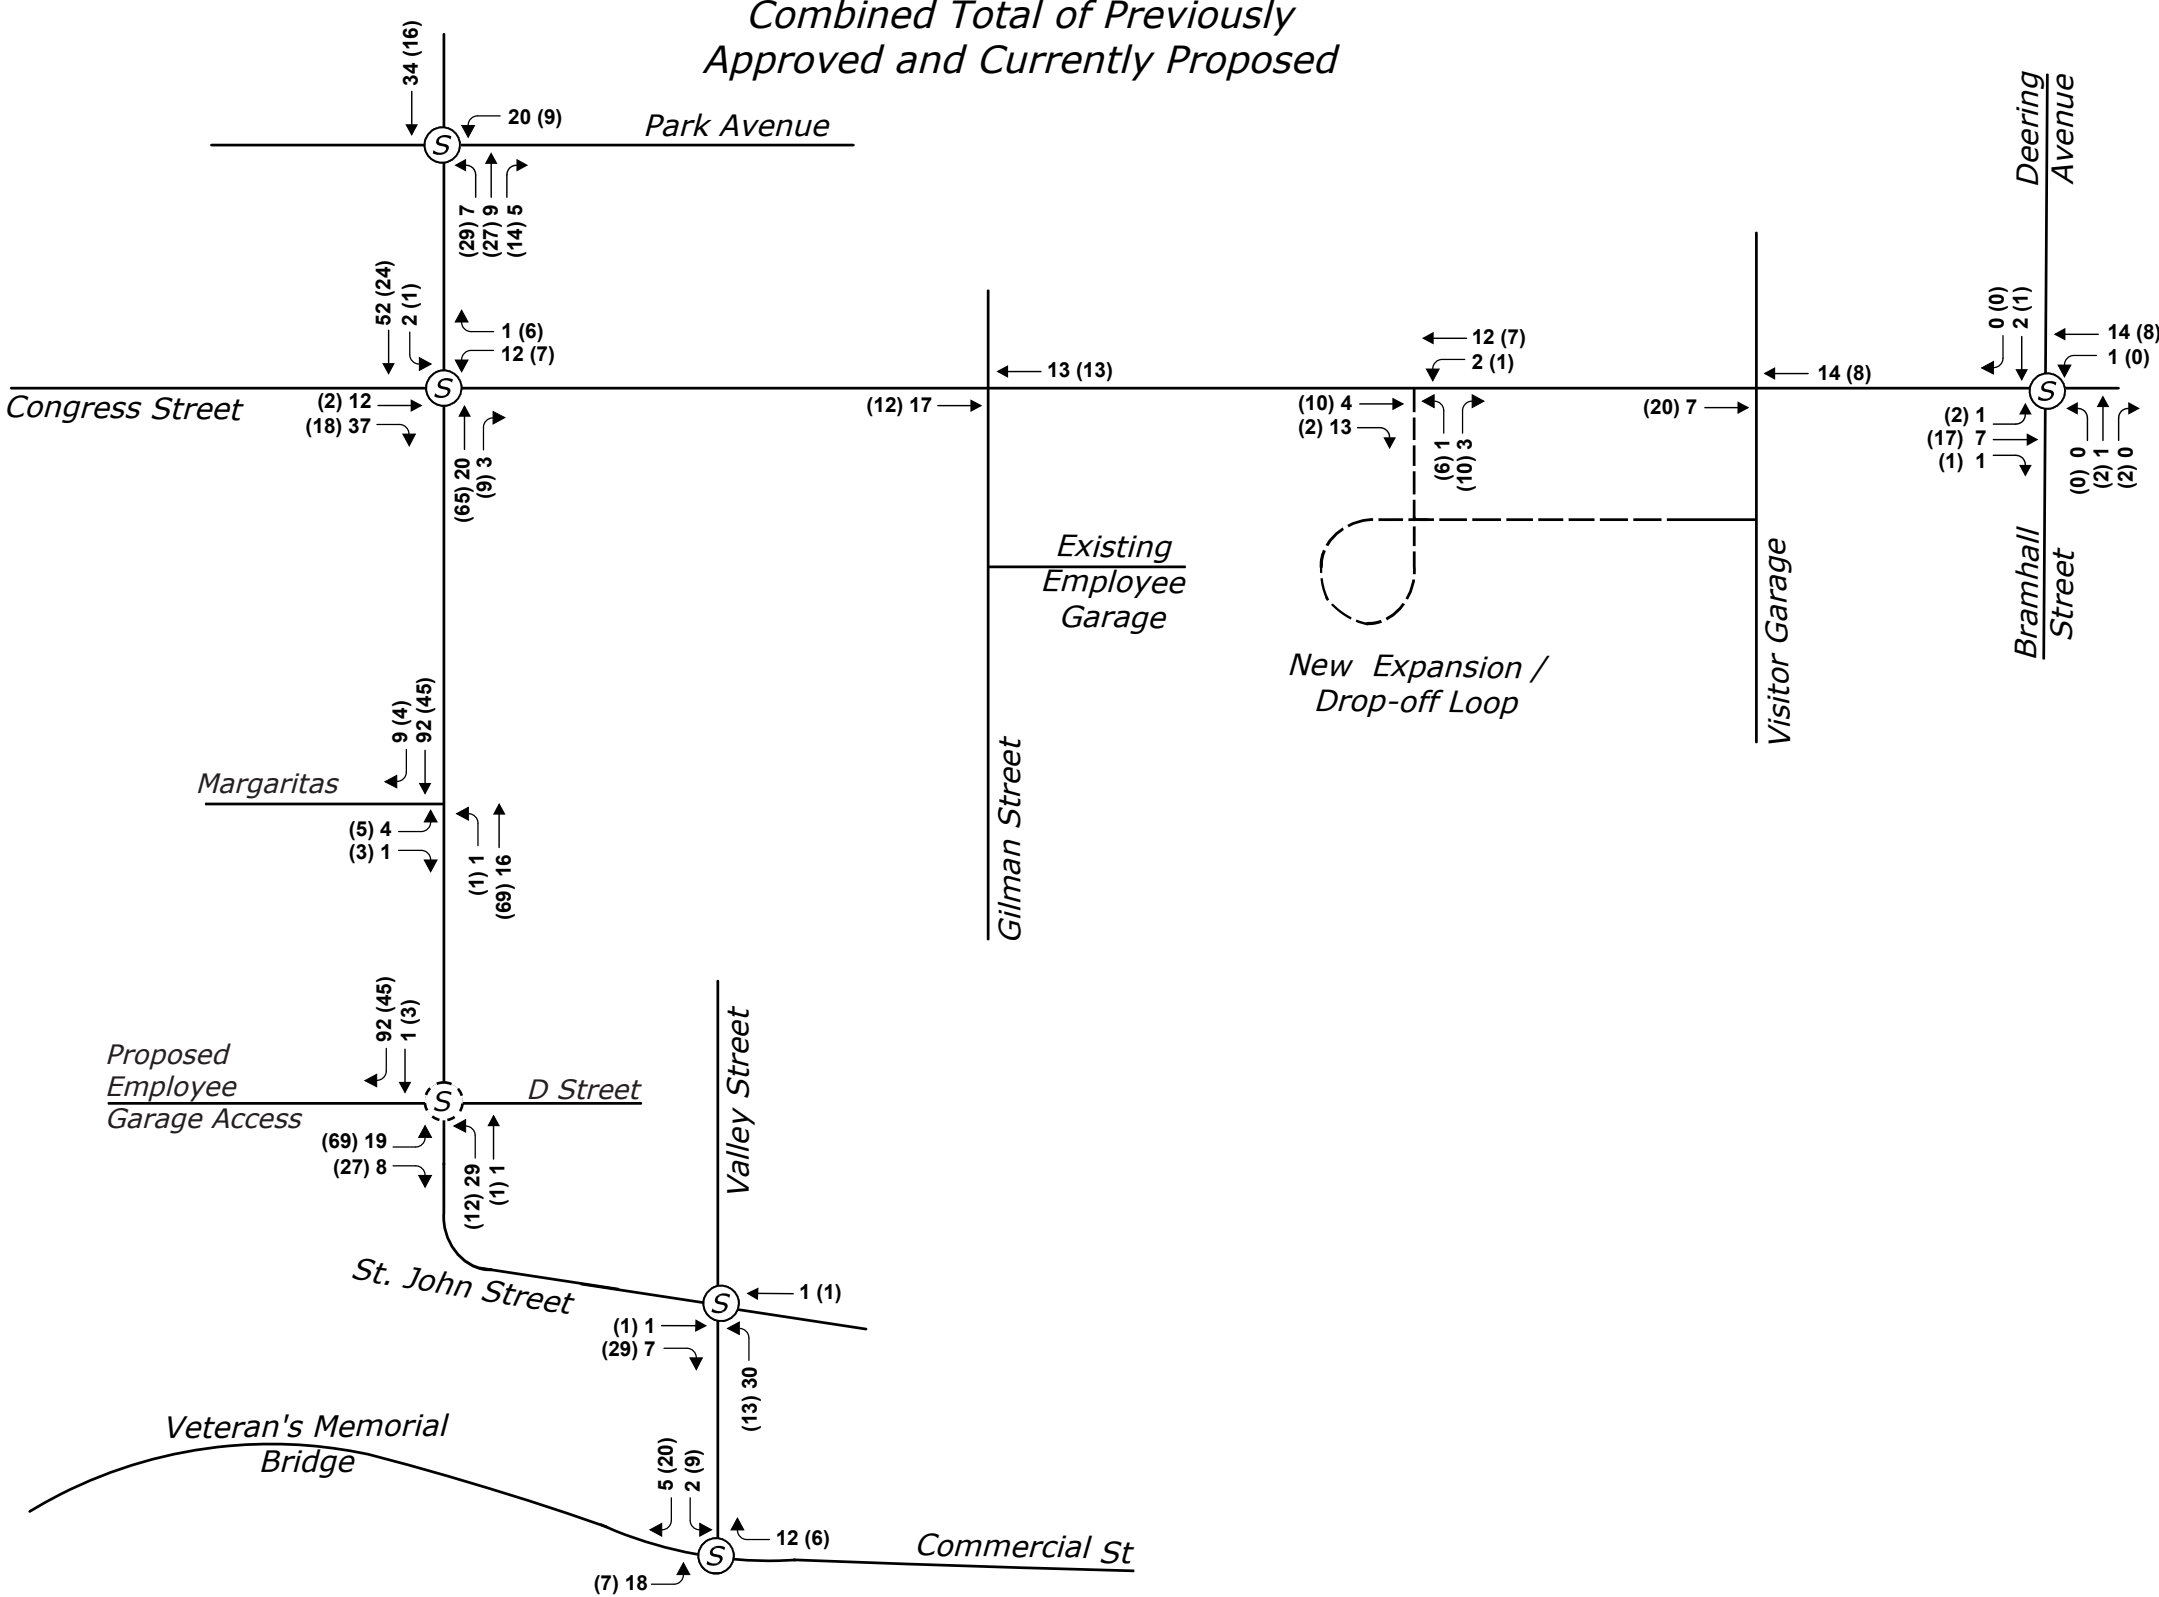 Combined Total of Previously
Approved and Currently Proposed
34 (16)
20 (9)
Park Avenue
(29) 7
(27) 9
(14) 5
Deering
Avenue
52 (24)
2 (1)
1 (6)
12 (7)
S
S
Congress Street
(2) 12
(18) 37
(65) 20
(9) 3
13 (13)
(12) 17
12 (7)
2 (1)
(10) 4
(2) 13
(6) 1
(10) 3
14 (8)
(20) 7
0 (0)
2 (1)
14 (8)
1 (0)
S
(2) 1
(17) 7
(1) 1
(0) 0
(2) 1
(2) 0
Existing
Employee
Garage
New Expansion /
Drop-off Loop
Visitor Garage
Bramhall
Street
Gilman Street
9 (4)
92 (45)
Margaritas
(5) 4
(3) 1
(1) 1
(69) 16
92 (45)
1 (3)
Proposed
Employee
Garage Access
S
D Street
(69) 19
(27) 8
(12) 29
(1) 1
Valley Street
St. John Street
S
1 (1)
(1) 1
(29) 7
(13) 30
Veteran's Memorial
Bridge
5 (20)
2 (9)
S
12 (6)
(7) 18
Commercial St